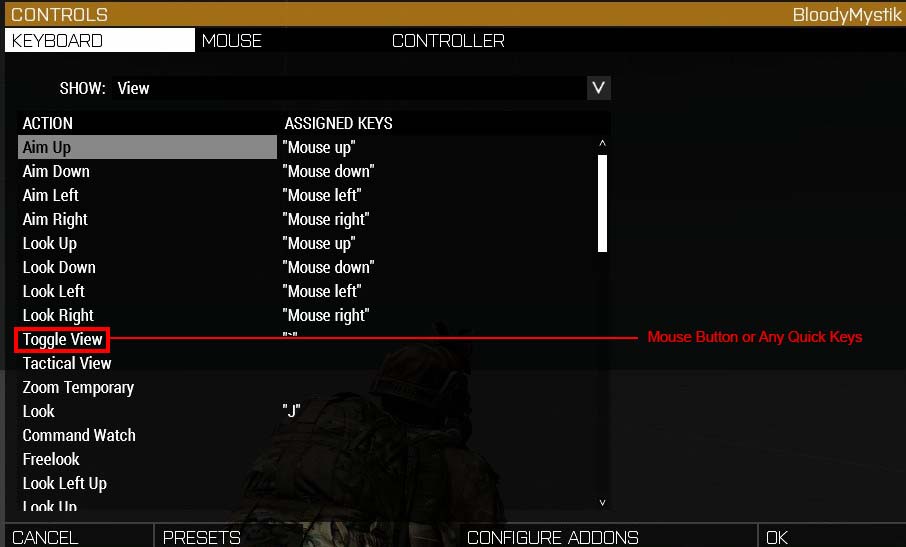 CONTROLS BloodyMystik
KEYBOARD MOUSE CONTROLLER
SHOW: View V
ACTION ASSIGNED KEYS
Aim Up "Mouse up"
Aim Down "Mouse down"
Aim Left "Mouse left"
Aim Right "Mouse right"
Look Up "Mouse up"
Look Down "Mouse down"
Look Left "Mouse left"
Look Right "Mouse right"
Toggle View "`" Mouse Button or Any Quick Keys
Tactical View
Zoom Temporary
Look "J"
Command Watch
Freelook
Look Left Up
Look Up
CANCEL PRESETS CONFIGURE ADDONS OK